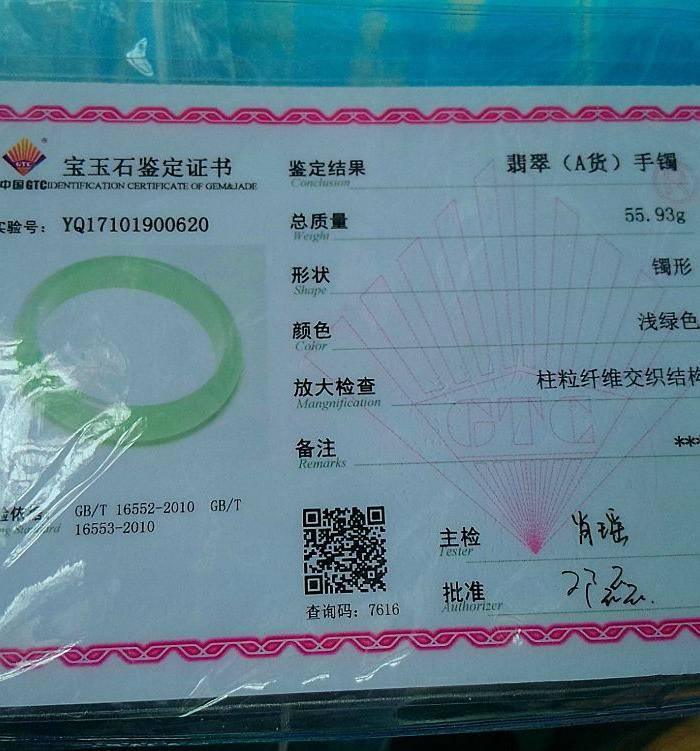 GTC
宝玉石鉴定证书
中国GTC IDENTIFICATION CERTIFICATE OF GEM&JADE
实验号: YQ17101900620
鉴定结果 翡翠（A货）手镯
Conclusion
总质量 55.93g
Weight
形状 镯形
Shape
颜色 浅绿色
Color
放大检查 柱粒纤维交织结构
Mangnification
备注 ***
Remarks
GTC
GB/T 16552-2010 GB/T
16553-2010
Standard
查询码: 7616
主检 肖瑶
Tester
批准
Authorizer